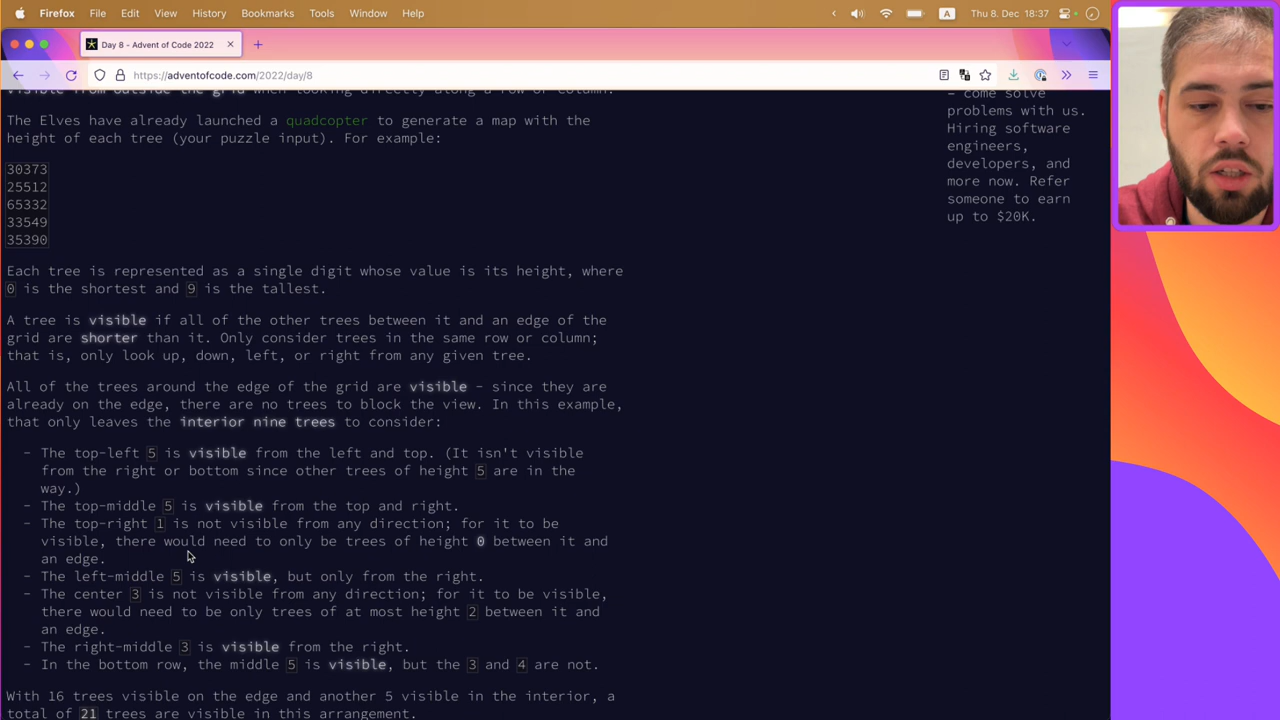 Firefox File Edit View History Bookmarks Tools Window Help A Thu 8. Dec 18:37
Day 8 - Advent of Code 2022
https://adventofcode.com/2022/day/8
visible from outside the grid when looking directly along a row or column.
The Elves have already launched a quadcopter to generate a map with the
height of each tree (your puzzle input). For example:
30373
25512
65332
33549
35390
Each tree is represented as a single digit whose value is its height, where
0 is the shortest and 9 is the tallest.
A tree is visible if all of the other trees between it and an edge of the
grid are shorter than it. Only consider trees in the same row or column;
that is, only look up, down, left, or right from any given tree.
All of the trees around the edge of the grid are visible - since they are
already on the edge, there are no trees to block the view. In this example,
that only leaves the interior nine trees to consider:
- The top-left 5 is visible from the left and top. (It isn't visible
from the right or bottom since other trees of height 5 are in the
way.)
- The top-middle 5 is visible from the top and right.
- The top-right 1 is not visible from any direction; for it to be
visible, there would need to only be trees of height 0 between it and
an edge.
- The left-middle 5 is visible, but only from the right.
- The center 3 is not visible from any direction; for it to be visible,
there would need to be only trees of at most height 2 between it and
an edge.
- The right-middle 3 is visible from the right.
- In the bottom row, the middle 5 is visible, but the 3 and 4 are not.
With 16 trees visible on the edge and another 5 visible in the interior, a
total of 21 trees are visible in this arrangement.
- come solve
problems with us.
Hiring software
engineers,
developers, and
more now. Refer
someone to earn
up to $20K.